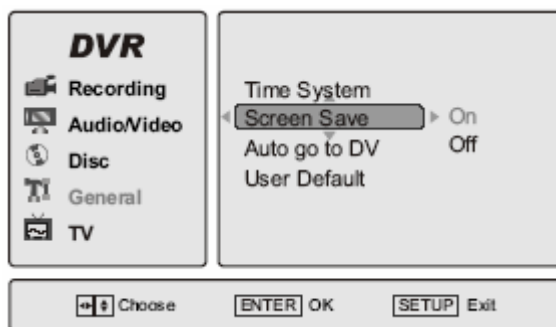 DVR
Recording
Audio/Video
Disc
General
TV
Time System
Screen Save On
Auto go to DV Off
User Default
Choose ENTER OK SETUP Exit